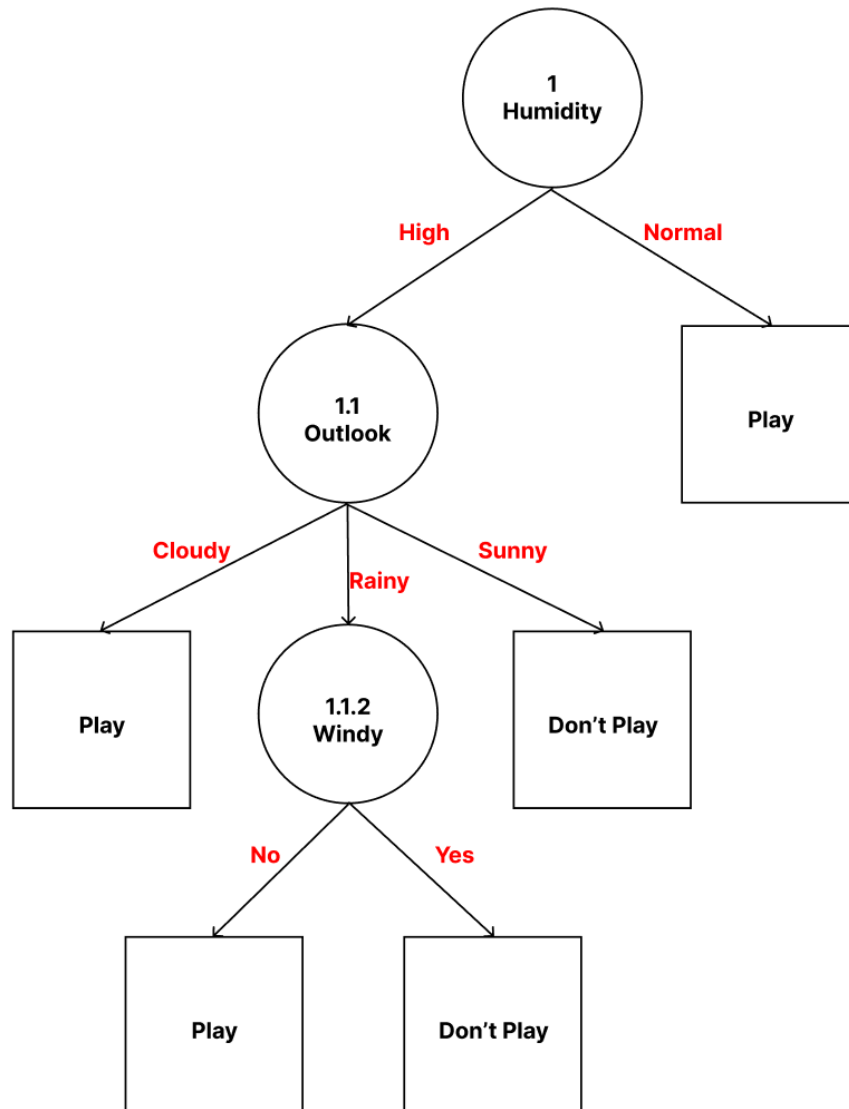 1
Humidity
High
Normal
1.1
Outlook
Play
Cloudy
Rainy
Sunny
Play
1.1.2
Windy
Don’t Play
No
Yes
Play
Don’t Play